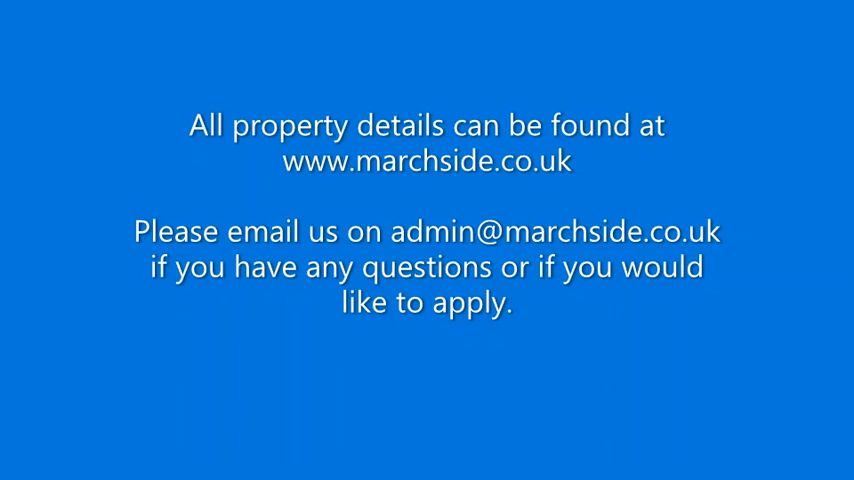 All property details can be found at
www.marchside.co.uk
Please email us on admin@marchside.co.uk
if you have any questions or if you would
like to apply.